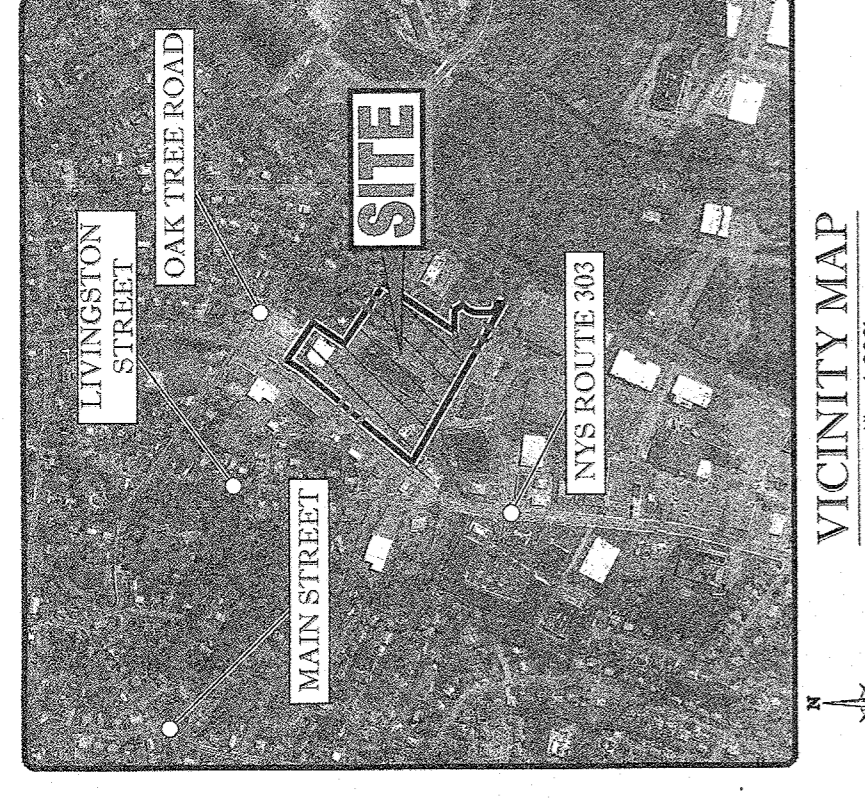 LIVINGSTON
STREET
OAK TREE ROAD
MAIN STREET
SITE
NYS ROUTE 303
VICINITY MAP
N